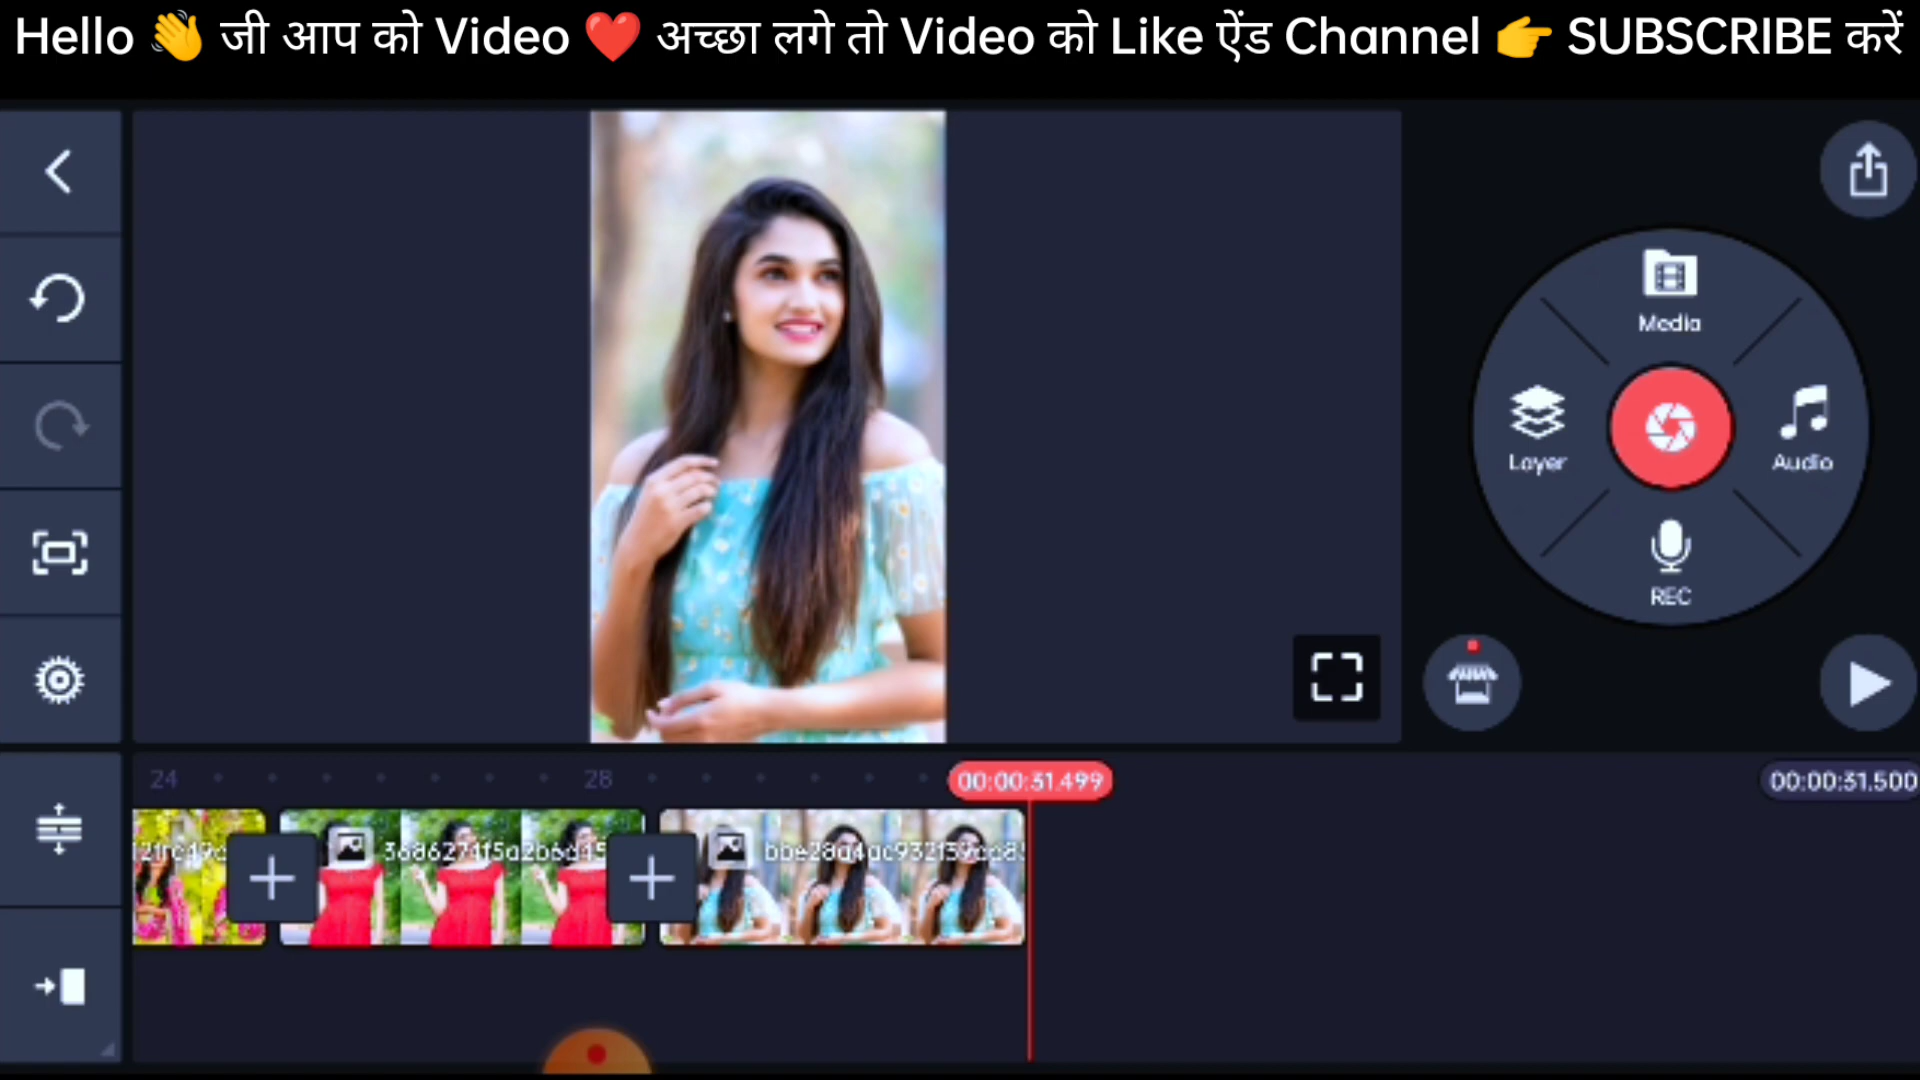 Hello 👋 जी आप को Video ❤️ अच्छा लगे तो Video को Like ऐंड Channel 👉 SUBSCRIBE करें
Media
Layer
Audio
REC
24
28
00:00:31.499
00:00:31.500